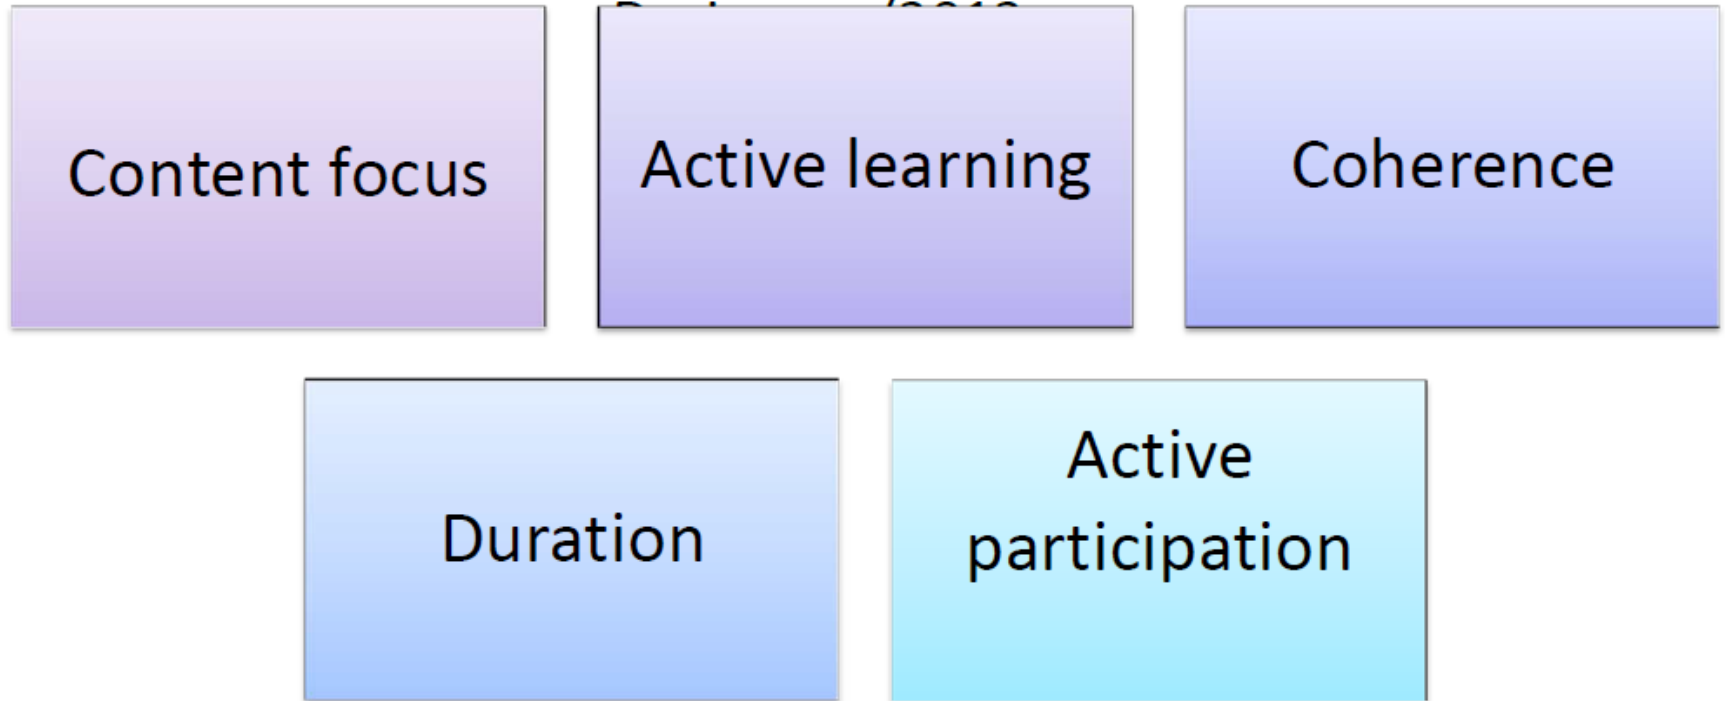 Content focus
Active learning
Coherence
Duration
Active
participation